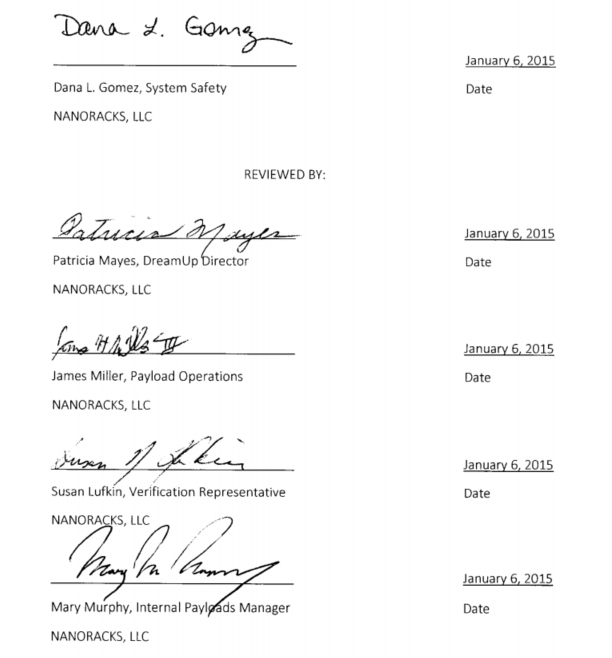 Dana L. Gomez
January 6, 2015
Dana L. Gomez, System Safety
Date
NANORACKS, LLC
REVIEWED BY:
Patricia Mayes
January 6, 2015
Patricia Mayes, DreamUp Director
Date
NANORACKS, LLC
January 6, 2015
James Miller, Payload Operations
Date
NANORACKS, LLC
Susan Lufkin
January 6, 2015
Susan Lufkin, Verification Representative
Date
NANORACKS, LLC
January 6, 2015
Mary Murphy, Internal Payloads Manager
Date
NANORACKS, LLC